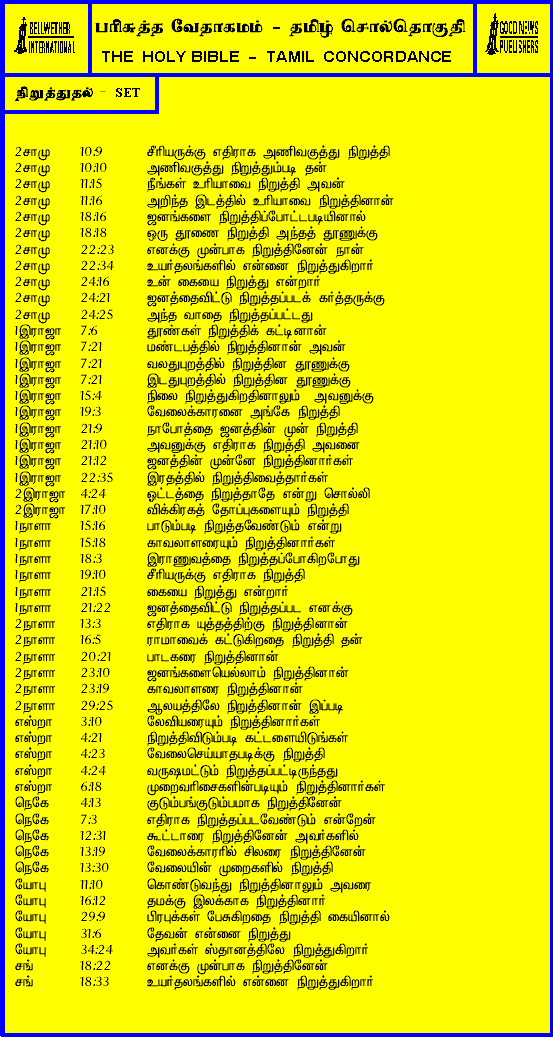 BELLWETHER
INTERNATIONAL
பரிசுத்த வேதாகமம் - தமிழ் சொல்தொகுதி
THE HOLY BIBLE - TAMIL CONCORDANCE
GOOD NEWS
PUBLISHERS
நிறுத்துதல் - SET
2சாமு 10:9 சீரியருக்கு எதிராக அணிவகுத்து நிறுத்தி
2சாமு 10:10 அணிவகுத்து நிறுத்தும்படி தன்
2சாமு 11:15 நீங்கள் உரியாவை நிறுத்தி அவன்
2சாமு 11:16 அறிந்த இடத்தில் உரியாவை நிறுத்தினான்
2சாமு 18:16 ஜனங்களை நிறுத்திப்போட்டபடியினால்
2சாமு 18:18 ஒரு தூணை நிறுத்தி அந்தத் தூணுக்கு
2சாமு 22:23 எனக்கு முன்பாக நிறுத்தினேன் நான்
2சாமு 22:34 உயர்தலங்களில் என்னை நிறுத்துகிறார்
2சாமு 24:16 உன் கையை நிறுத்து என்றார்
2சாமு 24:21 ஜனத்தைவிட்டு நிறுத்தப்படக் கர்த்தருக்கு
2சாமு 24:25 அந்த வாதை நிறுத்தப்பட்டது
1இராஜா 7:6 தூண்கள் நிறுத்திக் கட்டினான்
1இராஜா 7:21 மண்டபத்தில் நிறுத்தினான் அவன்
1இராஜா 7:21 வலதுபுறத்தில் நிறுத்தின தூணுக்கு
1இராஜா 7:21 இடதுபுறத்தில் நிறுத்தின தூணுக்கு
1இராஜா 15:4 நிலை நிறுத்துகிறதினாலும் அவனுக்கு
1இராஜா 19:3 வேலைக்காரனை அங்கே நிறுத்தி
1இராஜா 21:9 நாபோத்தை ஜனத்தின் முன் நிறுத்தி
1இராஜா 21:10 அவனுக்கு எதிராக நிறுத்தி அவனை
1இராஜா 21:12 ஜனத்தின் முன்னே நிறுத்தினார்கள்
1இராஜா 22:35 இரதத்தில் நிறுத்திவைத்தார்கள்
2இராஜா 4:24 ஓட்டத்தை நிறுத்தாதே என்று சொல்லி
2இராஜா 17:10 விக்கிரகத் தோப்புகளையும் நிறுத்தி
1நாளா 15:16 பாடும்படி நிறுத்தவேண்டும் என்று
1நாளா 15:18 காவலாளரையும் நிறுத்தினார்கள்
1நாளா 18:3 இராணுவத்தை நிறுத்தப்போகிறபோது
1நாளா 19:10 சீரியருக்கு எதிராக நிறுத்தி
1நாளா 21:15 கையை நிறுத்து என்றார்
1நாளா 21:22 ஜனத்தைவிட்டு நிறுத்தப்பட எனக்கு
2நாளா 13:3 எதிராக யுத்தத்திற்கு நிறுத்தினான்
2நாளா 16:5 ராமாவைக் கட்டுகிறதை நிறுத்தி தன்
2நாளா 20:21 பாடகரை நிறுத்தினான்
2நாளா 23:10 ஜனங்களையெல்லாம் நிறுத்தினான்
2நாளா 23:19 காவலாளரை நிறுத்தினான்
2நாளா 29:25 ஆலயத்திலே நிறுத்தினான் இப்படி
எஸ்றா 3:10 லேவியரையும் நிறுத்தினார்கள்
எஸ்றா 4:21 நிறுத்திவிடும்படி கட்டளையிடுங்கள்
எஸ்றா 4:23 வேலைசெய்யாதபடிக்கு நிறுத்தி
எஸ்றா 4:24 வருஷமட்டும் நிறுத்தப்பட்டிருந்தது
எஸ்றா 6:18 முறைவரிசைகளின்படியும் நிறுத்தினார்கள்
நெகே 4:13 குடும்பங்குடும்பமாக நிறுத்தினேன்
நெகே 7:3 எதிராக நிறுத்தப்படவேண்டும் என்றேன்
நெகே 12:31 கூட்டாரை நிறுத்தினேன் அவர்களில்
நெகே 13:19 வேலைக்காரரில் சிலரை நிறுத்தினேன்
நெகே 13:30 வேலையின் முறைகளில் நிறுத்தி
யோபு 11:10 கொண்டுவந்து நிறுத்தினாலும் அவரை
யோபு 16:12 தமக்கு இலக்காக நிறுத்தினார்
யோபு 29:9 பிரபுக்கள் பேசுகிறதை நிறுத்தி கையினால்
யோபு 31:6 தேவன் என்னை நிறுத்து
யோபு 34:24 அவர்கள் ஸ்தானத்திலே நிறுத்துகிறார்
சங் 18:22 எனக்கு முன்பாக நிறுத்தினேன்
சங் 18:33 உயர்தலங்களில் என்னை நிறுத்துகிறார்